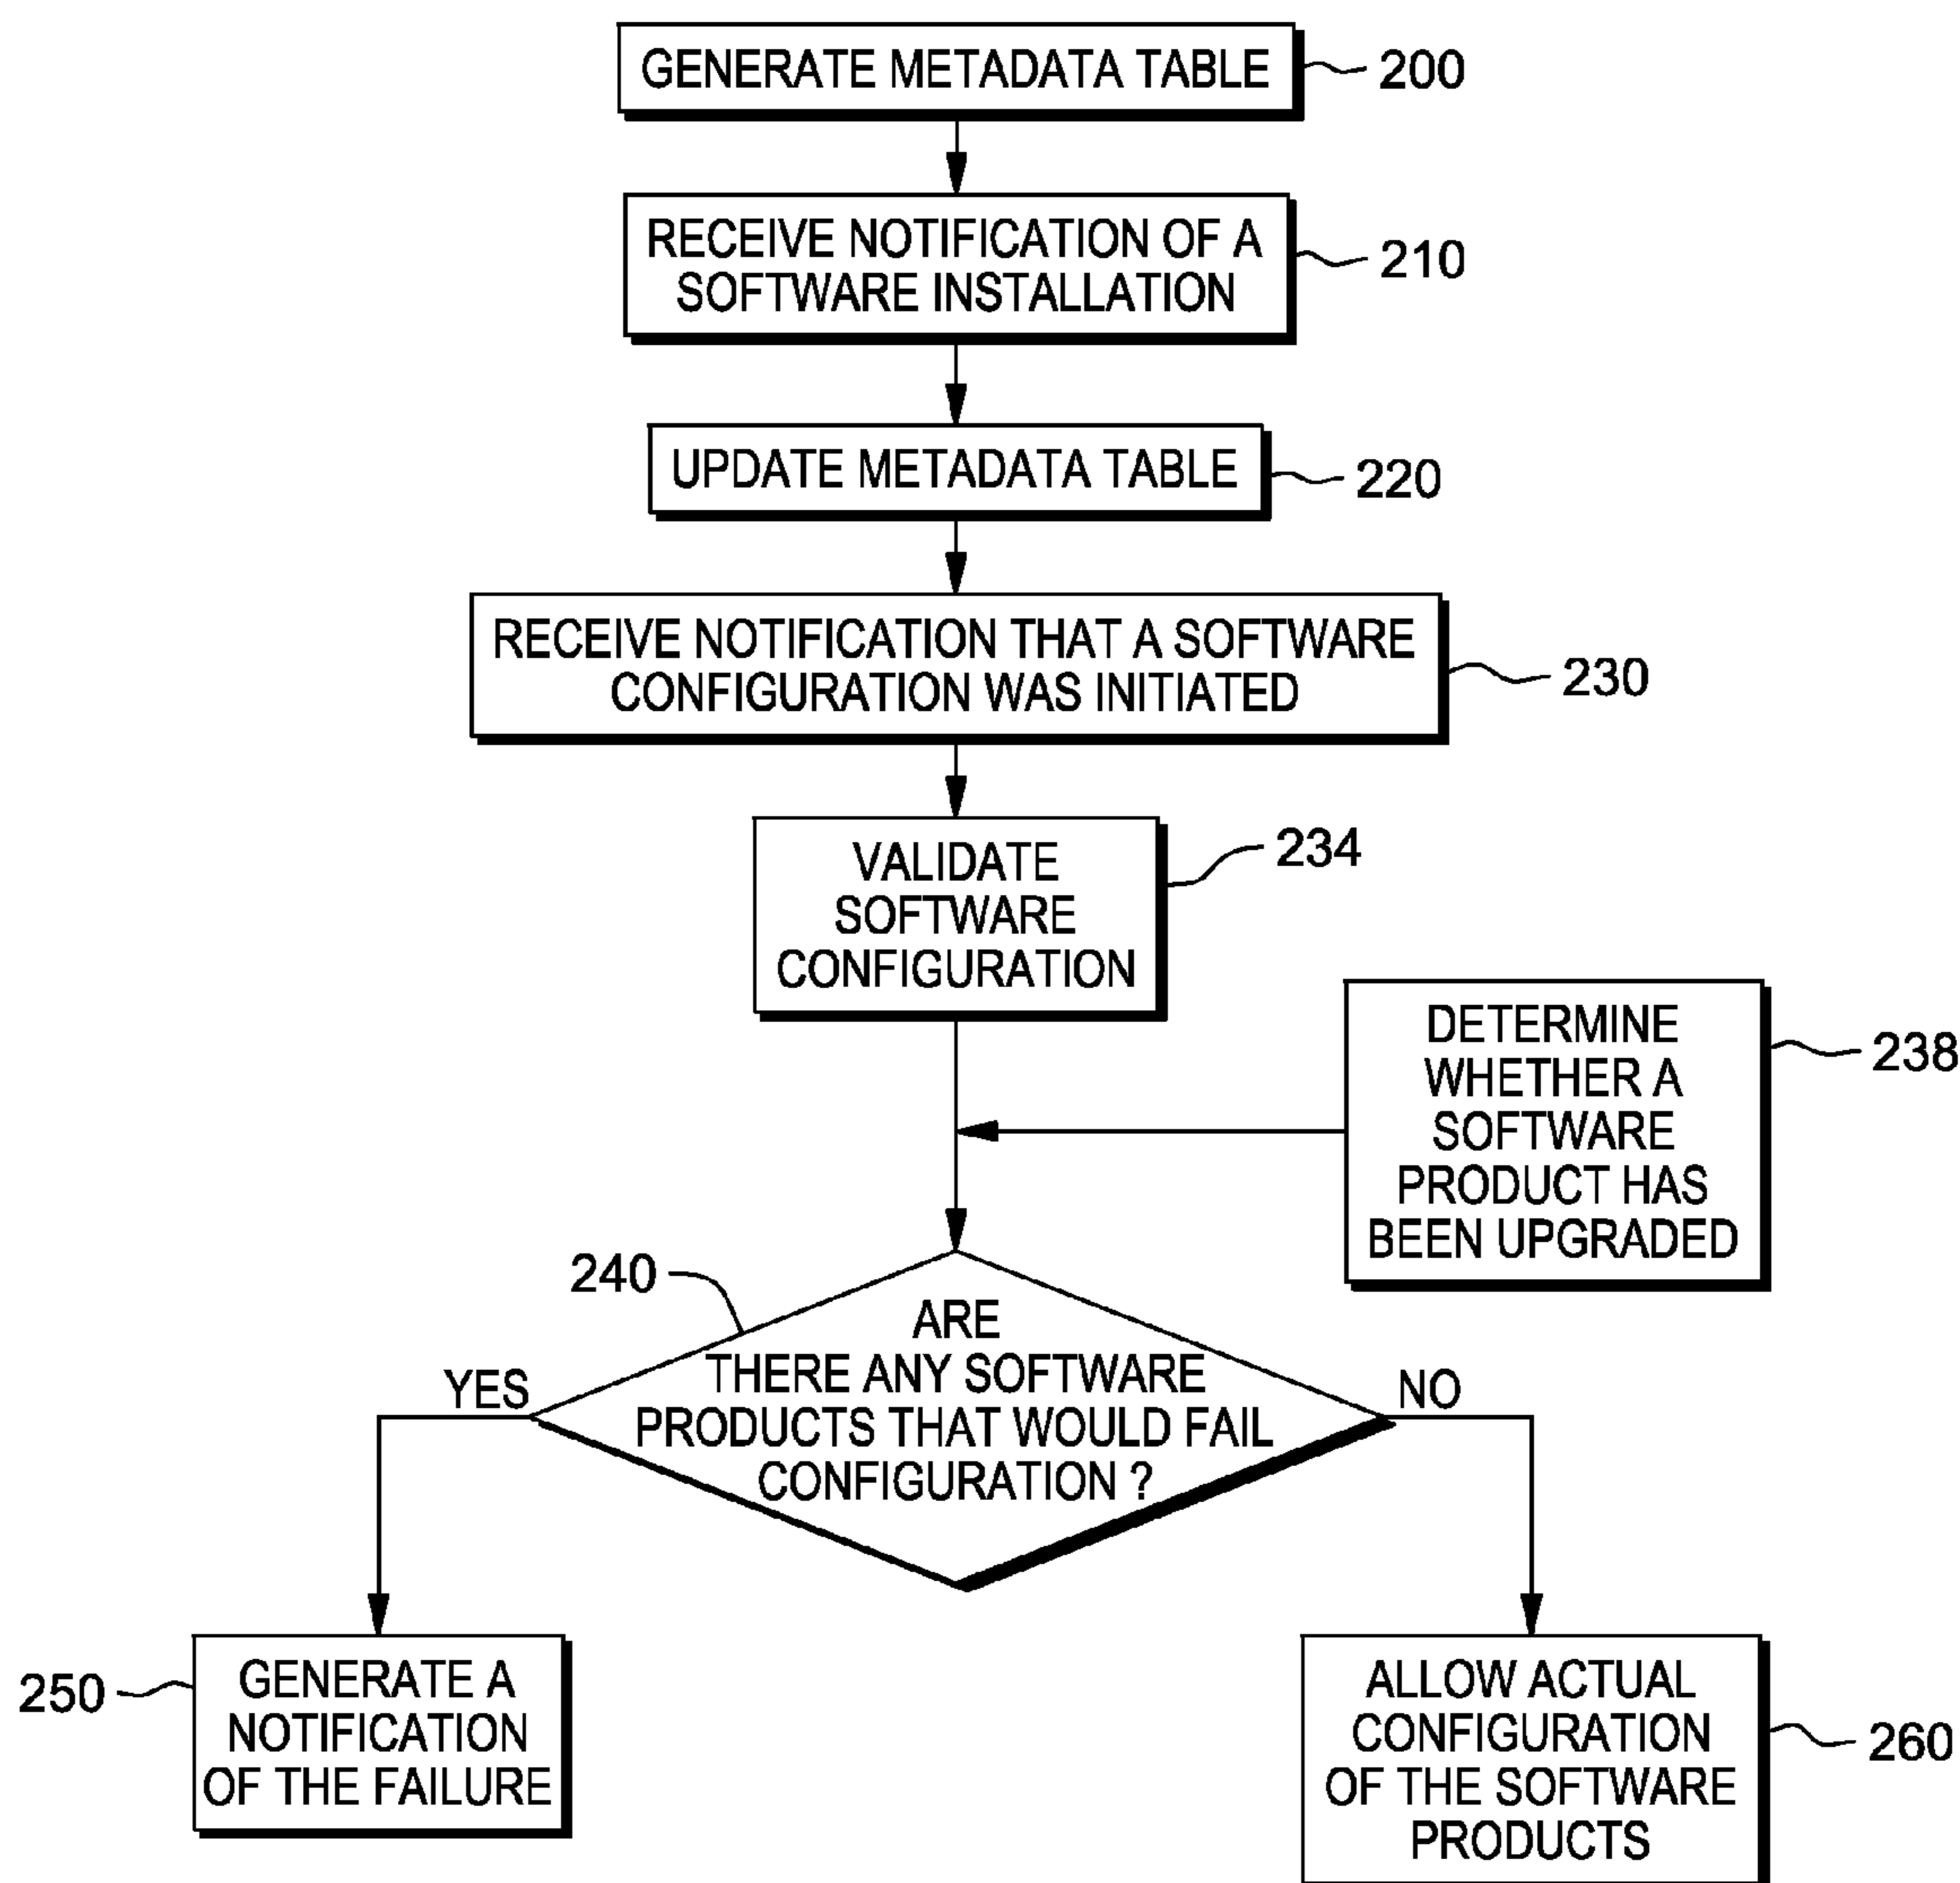 GENERATE METADATA TABLE
200
RECEIVE NOTIFICATION OF A
SOFTWARE INSTALLATION
210
UPDATE METADATA TABLE
220
RECEIVE NOTIFICATION THAT A SOFTWARE
CONFIGURATION WAS INITIATED
230
VALIDATE
SOFTWARE
CONFIGURATION
234
DETERMINE
WHETHER A
SOFTWARE
PRODUCT HAS
BEEN UPGRADED
238
240
ARE
THERE ANY SOFTWARE
PRODUCTS THAT WOULD FAIL
CONFIGURATION ?
YES
NO
GENERATE A
NOTIFICATION
OF THE FAILURE
250
ALLOW ACTUAL
CONFIGURATION
OF THE SOFTWARE
PRODUCTS
260